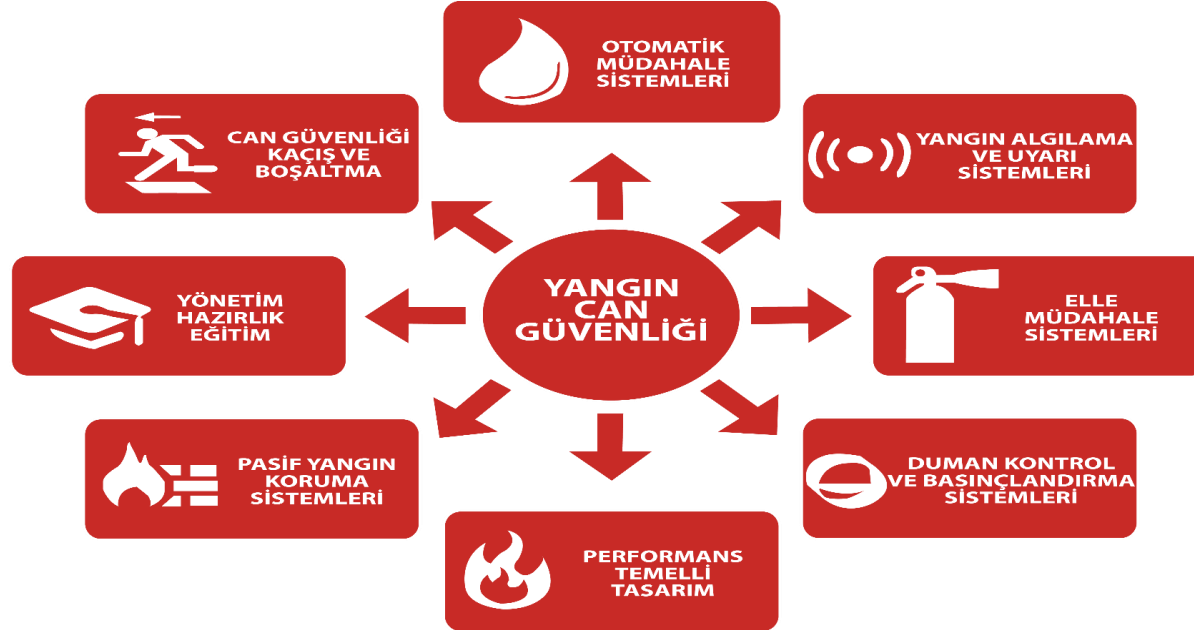 OTOMATİK
MÜDAHALE
SİSTEMLERİ
CAN GÜVENLİĞİ
KAÇIŞ VE
BOŞALTMA
YANGIN ALGILAMA
VE UYARI
SİSTEMLERİ
YÖNETİM
HAZIRLIK
EĞİTİM
YANGIN
CAN
GÜVENLİĞİ
ELLE
MÜDAHALE
SİSTEMLERİ
PASİF YANGIN
KORUMA
SİSTEMLERİ
DUMAN KONTROL
VE BASINÇLANDIRMA
SİSTEMLERİ
PERFORMANS
TEMELLİ
TASARIM